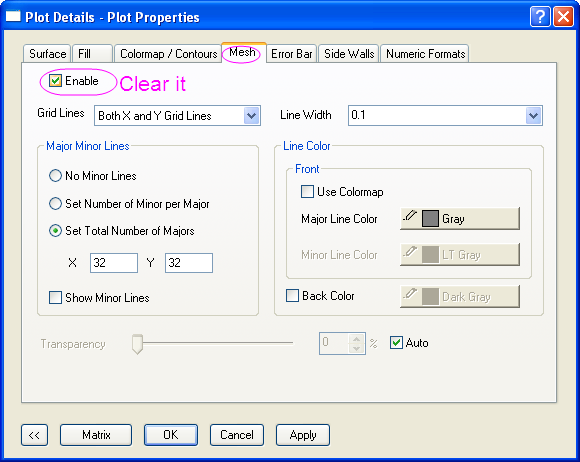 Plot Details - Plot Properties
Surface Fill Colormap / Contours Mesh Error Bar Side Walls Numeric Formats
Enable Clear it
Grid Lines Both X and Y Grid Lines Line Width 0.1
Major Minor Lines Line Color
No Minor Lines Front
Set Number of Minor per Major Use Colormap
Set Total Number of Majors Major Line Color Gray
X 32 Y 32 Minor Line Color LT Gray
Show Minor Lines Back Color Dark Gray
Transparency 0 % Auto
<< Matrix OK Cancel Apply